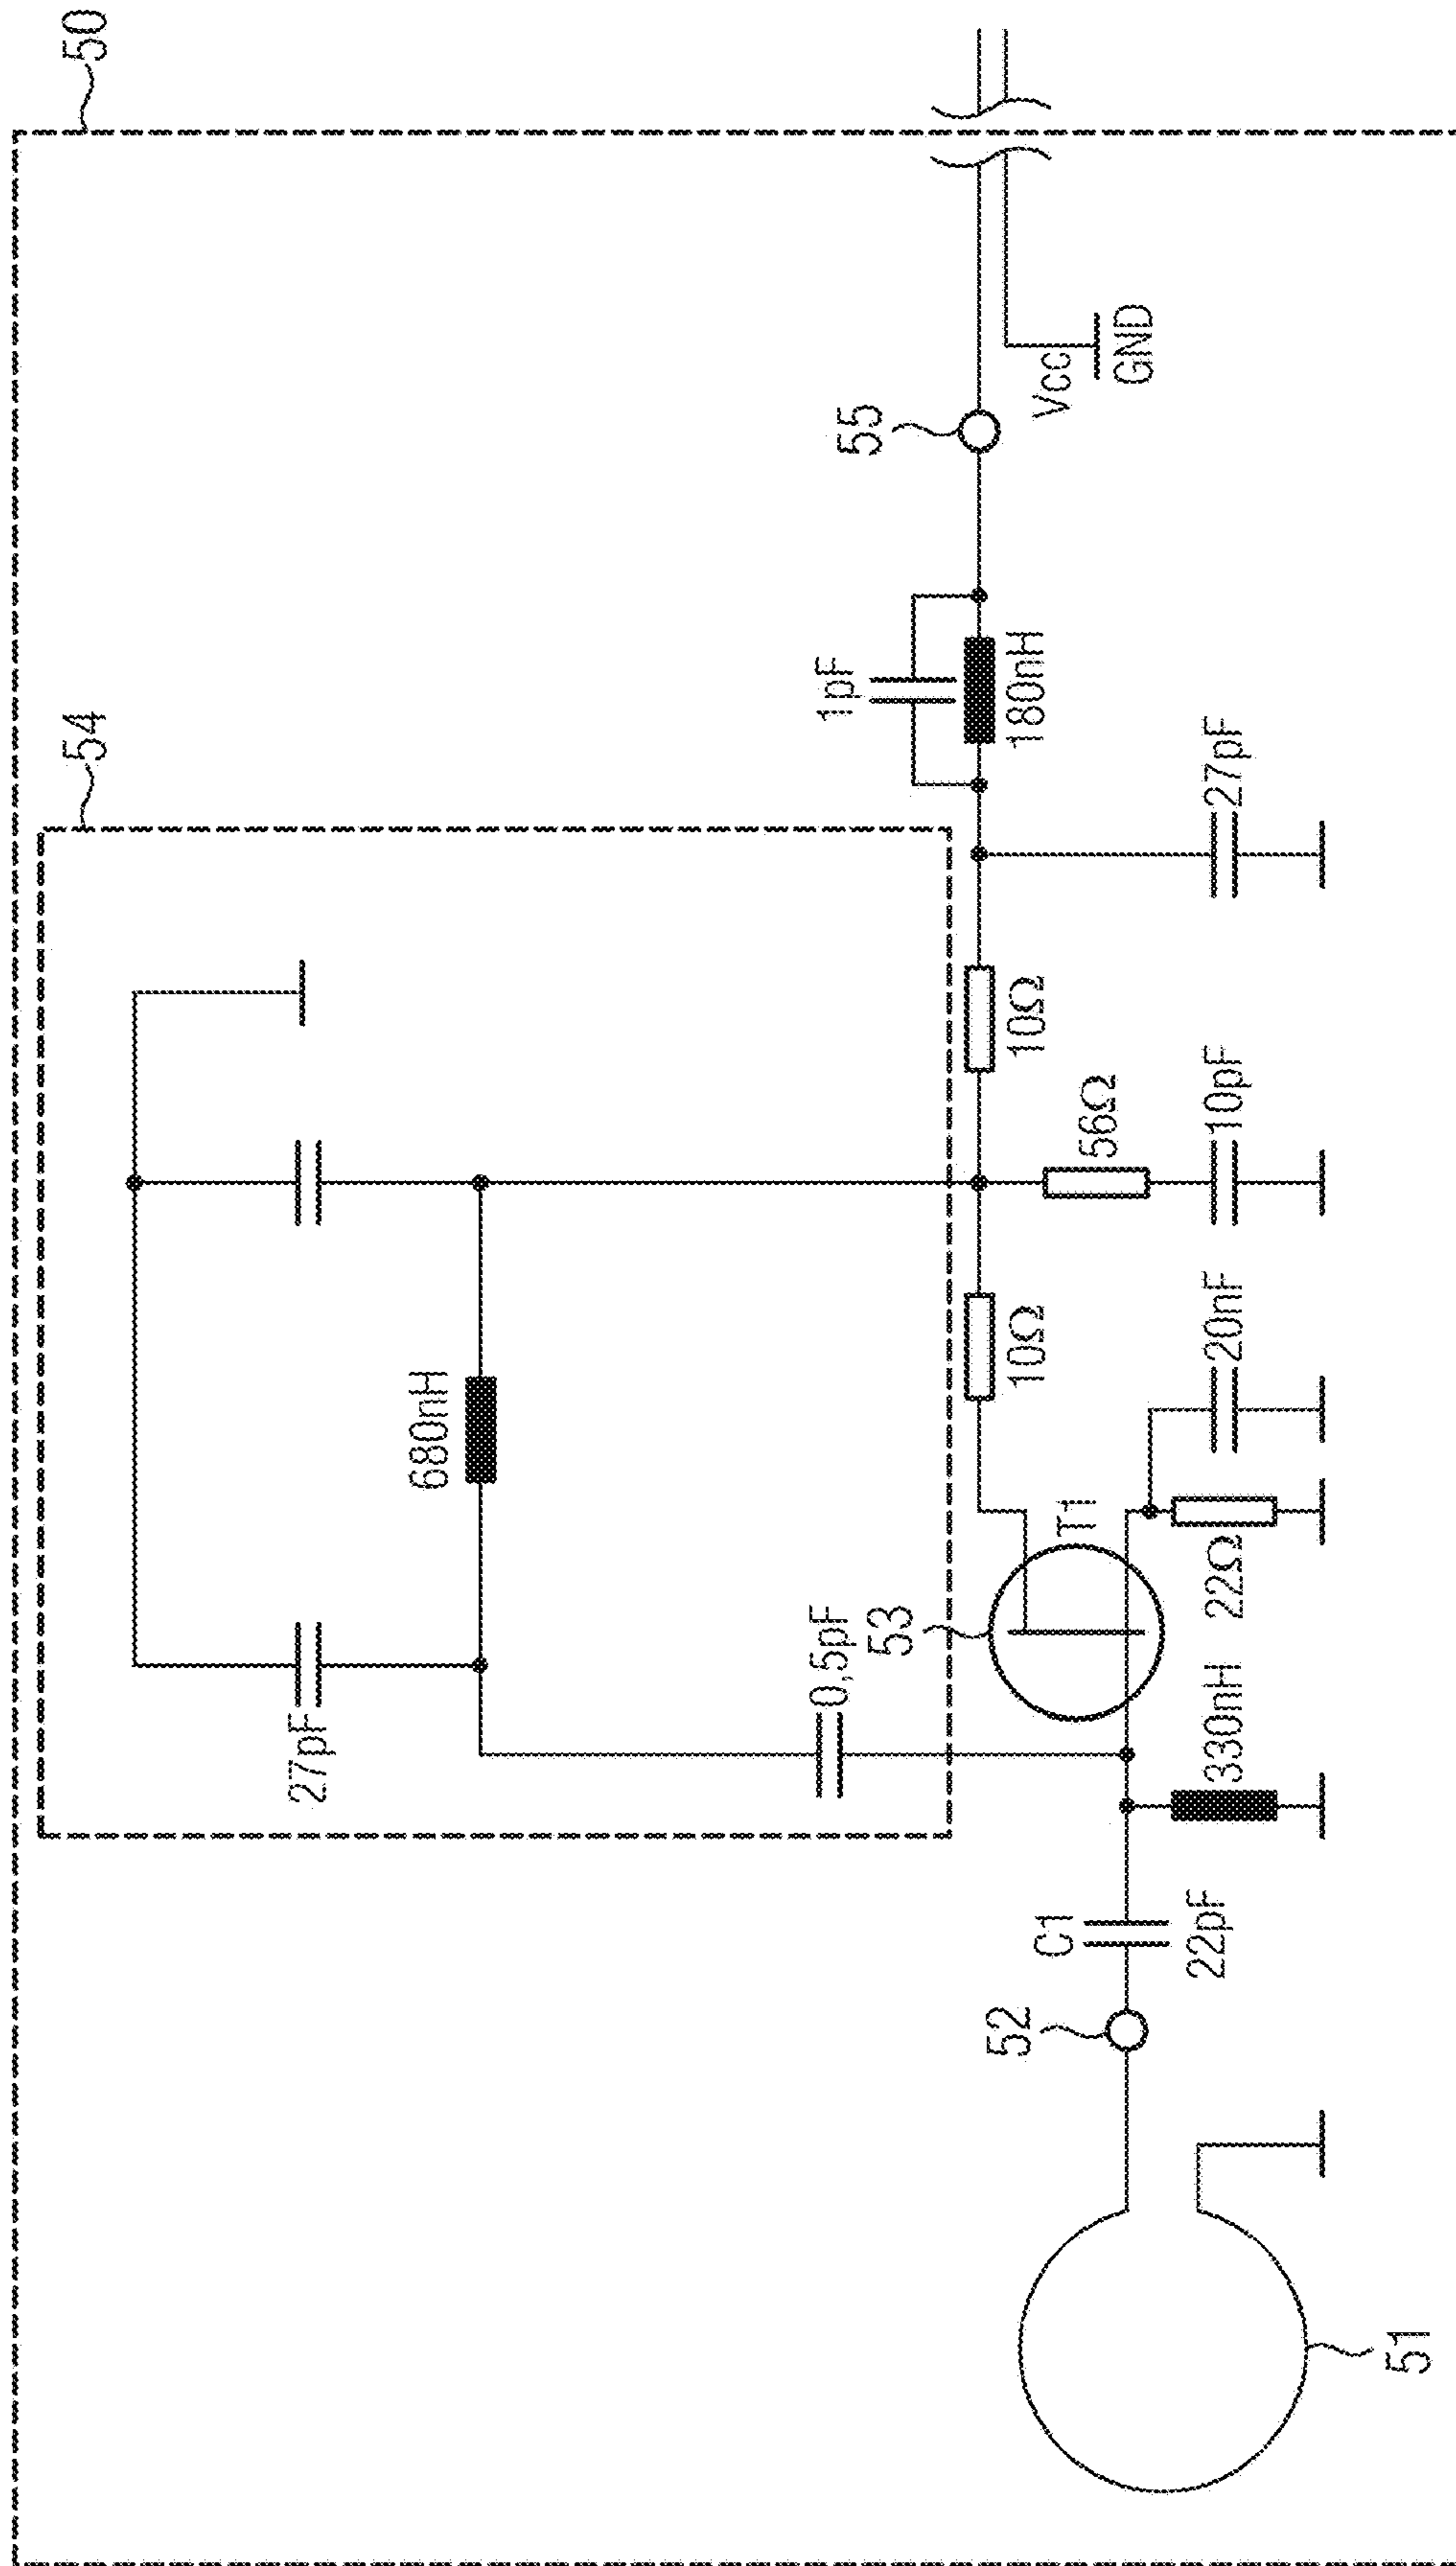 50
54
27pF
680nH
0,5pF
1pF
180nH
55
Vcc
GND
53
T1
10Ω
10Ω
56Ω
10pF
27pF
20nF
22Ω
330nH
C1
22pF
52
51